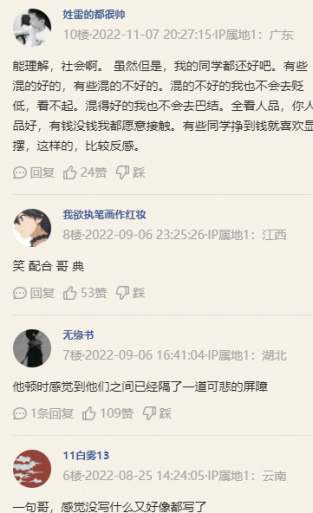 姓雷的都很帅
10楼·2022-11-07 20:27:15·IP属地1：广东
能理解，社会啊。 虽然但是，我的同学都还好吧。有些
混的好的，有些混的不好的。混的不好的我也不会去贬
低，看不起。混得好的我也不会去巴结。全看人品，你人
品好，有钱没钱我都愿意接触。有些同学挣到钱就喜欢显
摆，这样的，比较反感。
回复 24赞 踩
我欲执笔画作红妆
8楼·2022-09-06 23:25:26·IP属地1：江西
笑 配合 哥 典
回复 53赞 踩
无缘书
7楼·2022-09-06 16:41:04·IP属地1：湖北
他顿时感觉到他们之间已经隔了一道可悲的屏障
1条回复 109赞 踩
11白雾13
6楼·2022-08-25 14:24:05·IP属地1：云南
一句哥，感觉没写什么又好像都写了